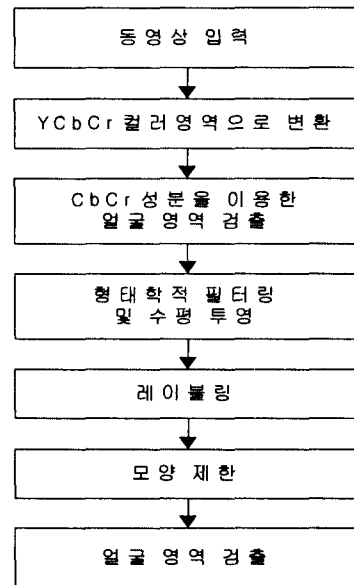 동영상 입력
YCbCr 컬러영역으로 변환
CbCr 성분을 이용한
얼굴 영역 검출
형태학적 필터링
및 수평 투영
레이블링
모양 제한
얼굴 영역 검출